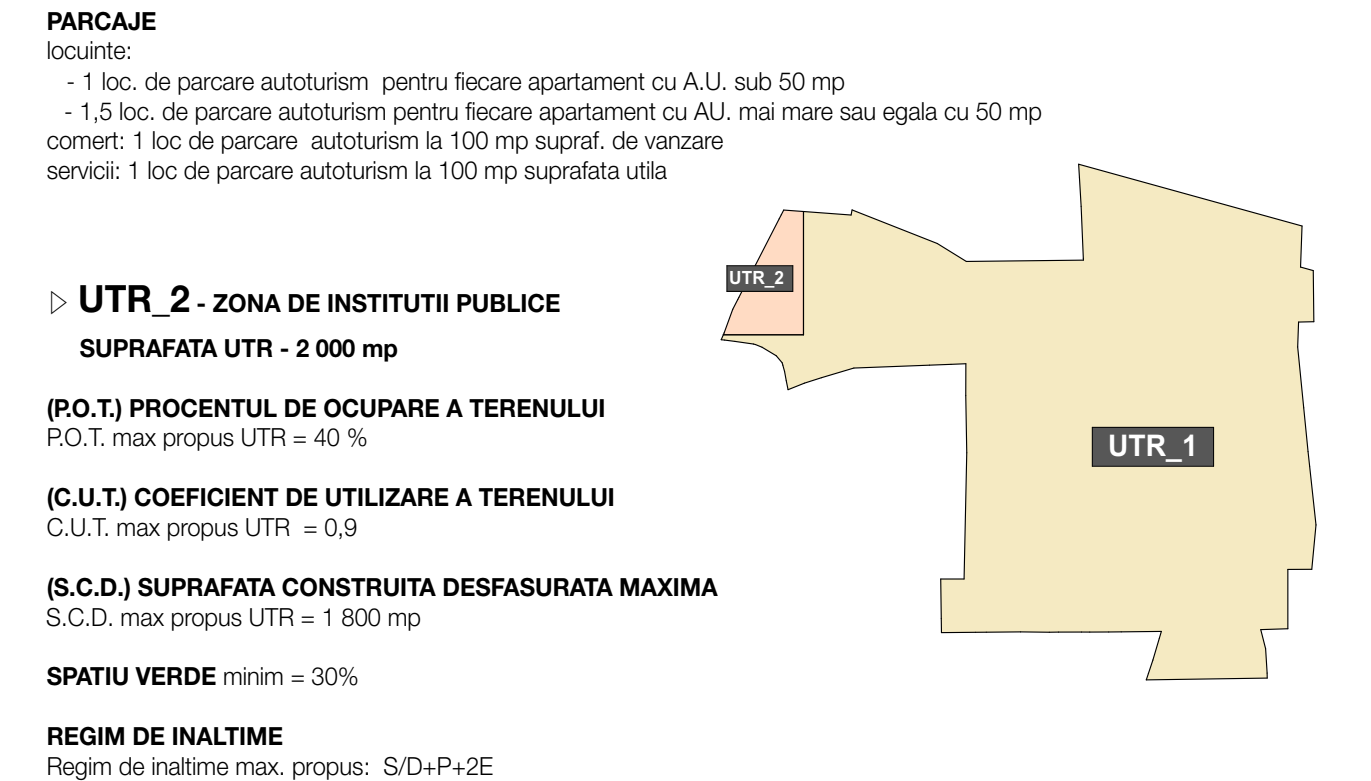 PARCAJE
locuinte:
- 1 loc. de parcare autoturism pentru fiecare apartament cu A.U. sub 50 mp
- 1,5 loc. de parcare autoturism pentru fiecare apartament cu AU. mai mare sau egala cu 50 mp
comert: 1 loc de parcare autoturism la 100 mp supraf. de vanzare
servicii: 1 loc de parcare autoturism la 100 mp suprafata utila
▷ UTR_2 - ZONA DE INSTITUTII PUBLICE
SUPRAFATA UTR - 2 000 mp
(P.O.T.) PROCENTUL DE OCUPARE A TERENULUI
P.O.T. max propus UTR = 40 %
(C.U.T.) COEFICIENT DE UTILIZARE A TERENULUI
C.U.T. max propus UTR = 0,9
(S.C.D.) SUPRAFATA CONSTRUITA DESFASURATA MAXIMA
S.C.D. max propus UTR = 1 800 mp
SPATIU VERDE minim = 30%
REGIM DE INALTIME
Regim de inaltime max. propus: S/D+P+2E
UTR_2
UTR_1